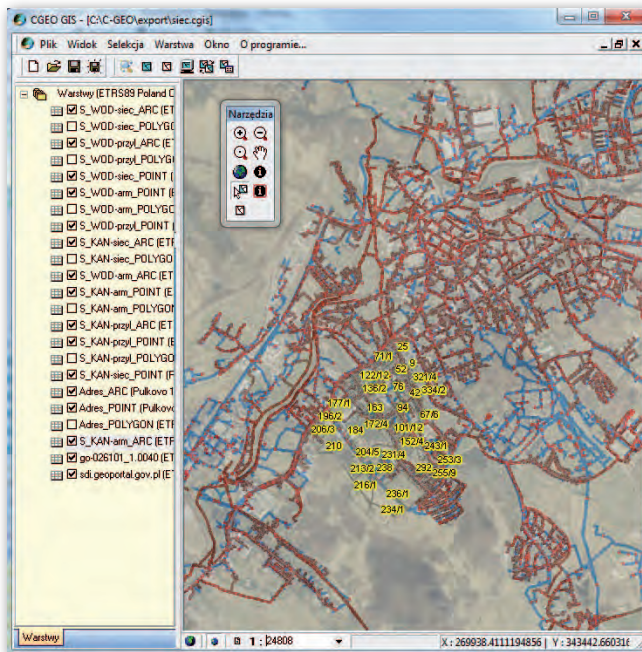 CGEO GIS - [C:\C-GEO\export\siec.cgis]
Plik Widok Selekcja Warstwa Okno O programie...
Warstwy (ETRS89 Poland C
S_WOD-siec_ARC (ET
S_WOD-siec_POLYGO
S_WOD-przyl_ARC (E
S_WOD-przyl_POLYG
S_WOD-siec_POINT (
S_WOD-arm_POINT (E
S_WOD-arm_POLYGO
S_WOD-przyl_POINT (
S_KAN-siec_ARC (ETF
S_KAN-siec_POLYGO
S_WOD-arm_ARC (ET
S_KAN-arm_POINT (E
S_KAN-arm_POLYGON
S_KAN-przyl_ARC (ET
S_KAN-przyl_POINT (E
S_KAN-przyl_POLYGO
S_KAN-siec_POINT (F
Adres_ARC (Pulkovo 1
Adres_POINT (Pulkovo
Adres_POLYGON (ETF
S_KAN-arm_ARC (ETF
go-026101_1.0040 (ET
sdi.geoportal.gov.pl (ET
Narzędzia
25
71/1
9
52
122/12
321/4
138/2
76
42
334/2
177/1
163
94
67/6
196/2
172/4
206/3
184
101/12
152/4
243/1
210
204/5
231/4
253/3
213/2
238
292
255/9
216/1
236/1
234/1
Warstwy
1 : 24808
X : 269938.4111194856 | Y : 343442.660316